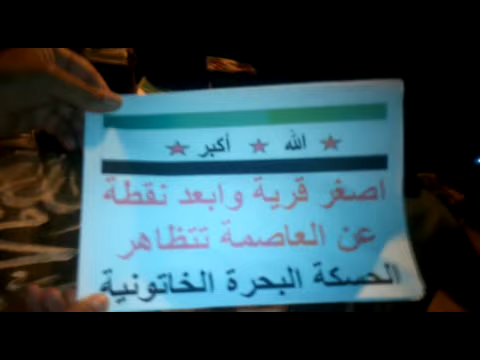 الله أكبر
اصغر قرية وابعد نقطة
عن العاصمة تتظاهر
الحسكة البحرة الخاتونية